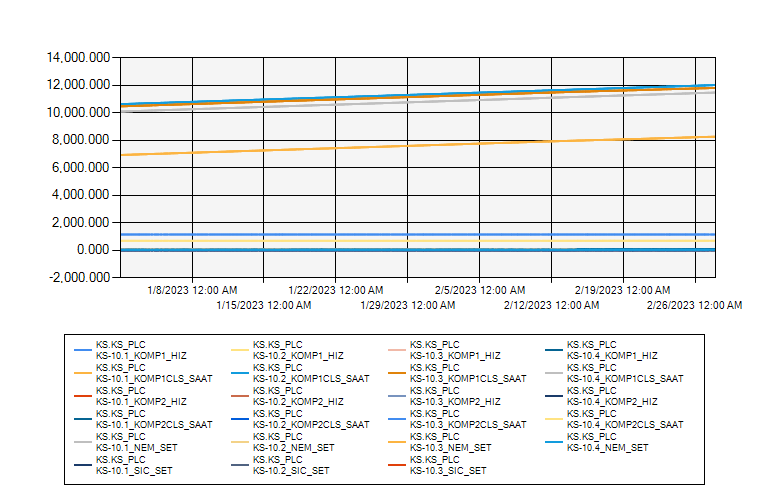 14,000.000
12,000.000
10,000.000
8,000.000
6,000.000
4,000.000
2,000.000
0.000
-2,000.000
1/8/2023 12:00 AM
1/22/2023 12:00 AM
2/5/2023 12:00 AM
2/19/2023 12:00 AM
1/15/2023 12:00 AM
1/29/2023 12:00 AM
2/12/2023 12:00 AM
2/26/2023 12:00 AM
KS.KS_PLC
KS-10.1_KOMP1_HIZ
KS.KS_PLC
KS-10.2_KOMP1_HIZ
KS.KS_PLC
KS-10.3_KOMP1_HIZ
KS.KS_PLC
KS-10.4_KOMP1_HIZ
KS.KS_PLC
KS-10.1_KOMP1CLS_SAAT
KS.KS_PLC
KS-10.2_KOMP1CLS_SAAT
KS.KS_PLC
KS-10.3_KOMP1CLS_SAAT
KS.KS_PLC
KS-10.4_KOMP1CLS_SAAT
KS.KS_PLC
KS-10.1_KOMP2_HIZ
KS.KS_PLC
KS-10.2_KOMP2_HIZ
KS.KS_PLC
KS-10.3_KOMP2_HIZ
KS.KS_PLC
KS-10.4_KOMP2_HIZ
KS.KS_PLC
KS-10.1_KOMP2CLS_SAAT
KS.KS_PLC
KS-10.2_KOMP2CLS_SAAT
KS.KS_PLC
KS-10.3_KOMP2CLS_SAAT
KS.KS_PLC
KS-10.4_KOMP2CLS_SAAT
KS.KS_PLC
KS-10.1_NEM_SET
KS.KS_PLC
KS-10.2_NEM_SET
KS.KS_PLC
KS-10.3_NEM_SET
KS.KS_PLC
KS-10.4_NEM_SET
KS.KS_PLC
KS-10.1_SIC_SET
KS.KS_PLC
KS-10.2_SIC_SET
KS.KS_PLC
KS-10.3_SIC_SET